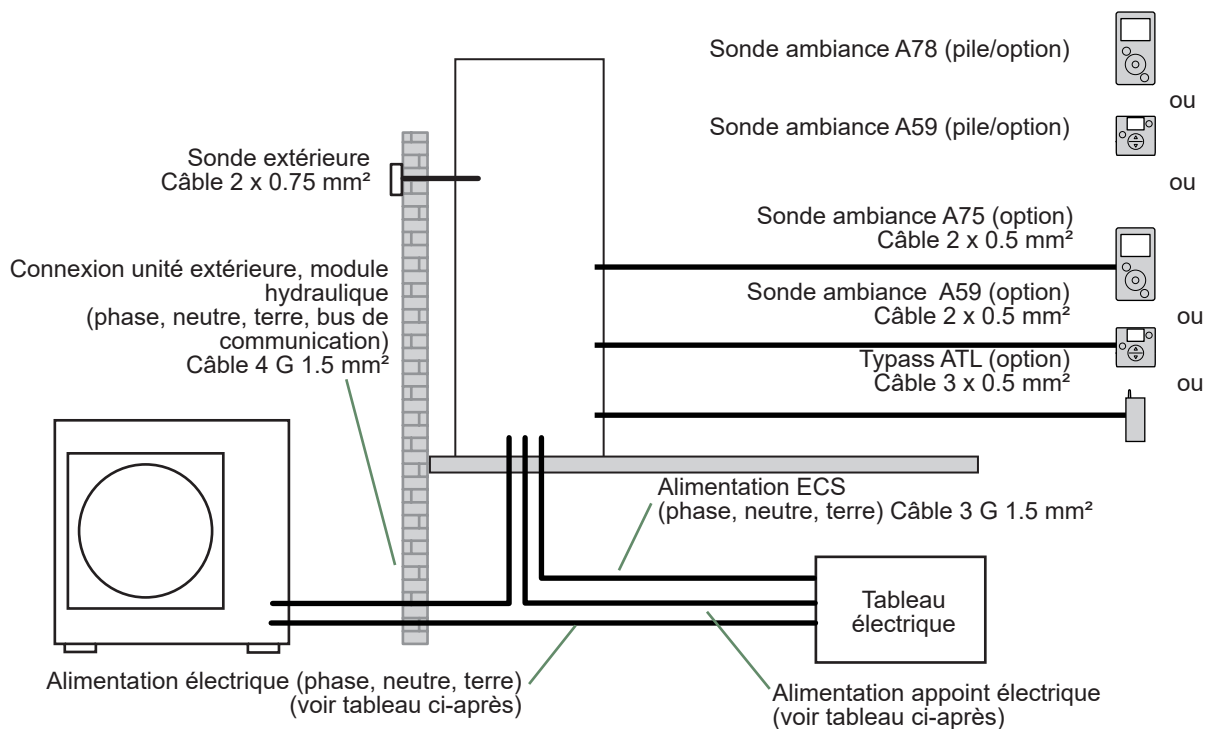 Sonde ambiance A78 (pile/option)
ou
Sonde ambiance A59 (pile/option)
ou
Sonde extérieure
Câble 2 x 0.75 mm²
Sonde ambiance A75 (option)
Câble 2 x 0.5 mm²
Connexion unité extérieure, module
hydraulique
(phase, neutre, terre, bus de
communication)
Câble 4 G 1.5 mm²
Sonde ambiance  A59 (option)
Câble 2 x 0.5 mm²
ou
Typass ATL (option)
Câble 3 x 0.5 mm²
ou
Alimentation ECS
(phase, neutre, terre) Câble 3 G 1.5 mm²
Tableau
électrique
Alimentation électrique (phase, neutre, terre)
(voir tableau ci-après)
Alimentation appoint électrique
(voir tableau ci-après)